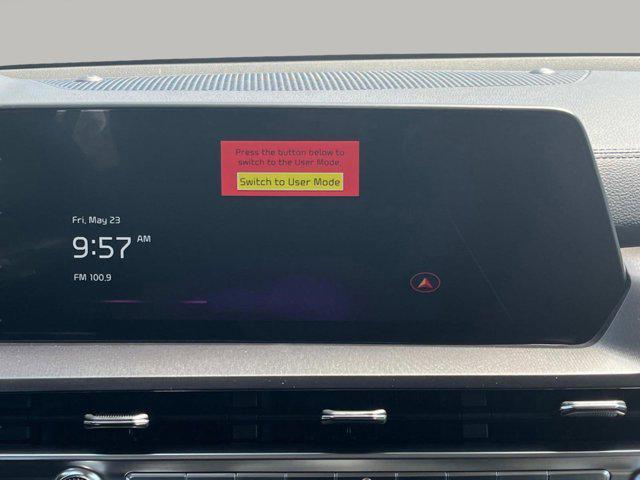 Press the button below to
switch to the User Mode.
Switch to User Mode
Fri, May 23
9:57 AM
FM 100.9